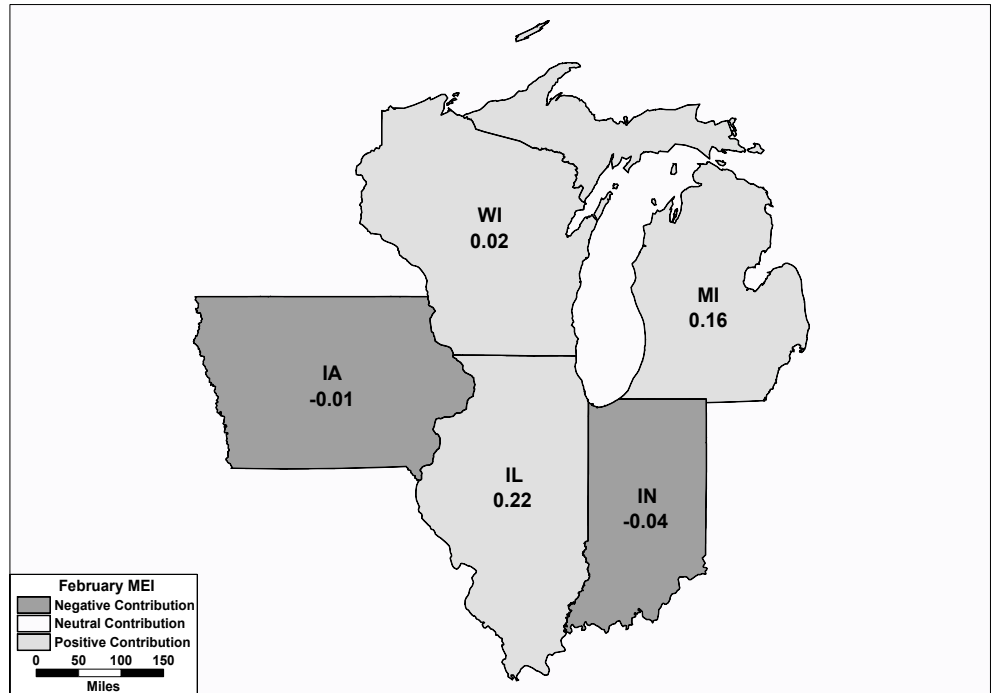 WI
0.02
MI
0.16
IA
-0.01
IL
0.22
IN
-0.04
February MEI
Negative Contribution
Neutral Contribution
Positive Contribution
0 50 100 150
Miles